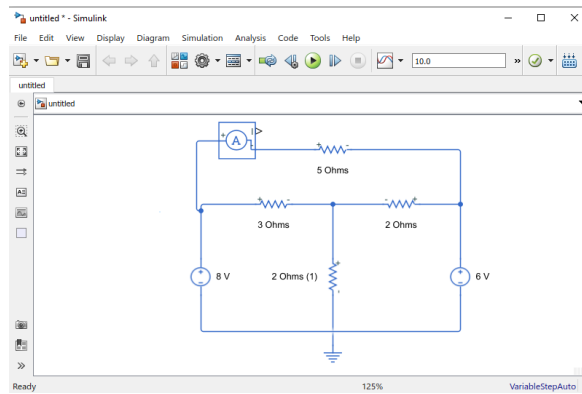 untitled * - Simulink
File Edit View Display Diagram Simulation Analysis Code Tools Help
10.0 »
untitled
untitled
A
5 Ohms
3 Ohms
2 Ohms
8 V
2 Ohms (1)
6 V
»
Ready
125%
VariableStepAuto